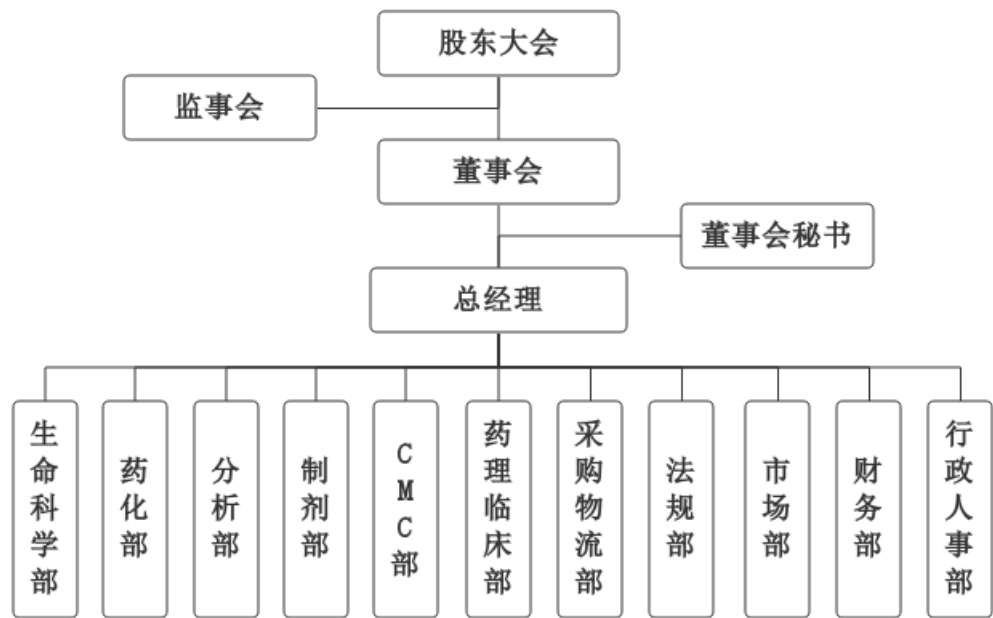 股东大会
监事会
董事会
董事会秘书
总经理
生命科学部
药化部
分析部
制剂部
CMC部
药理临床部
采购物流部
法规部
市场部
财务部
行政人事部